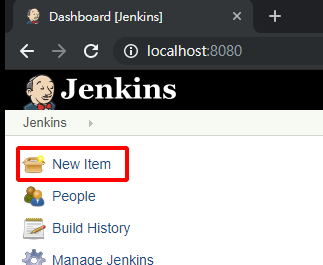 Dashboard [Jenkins]
localhost:8080
Jenkins
Jenkins
New Item
People
Build History
Manage Jenkins